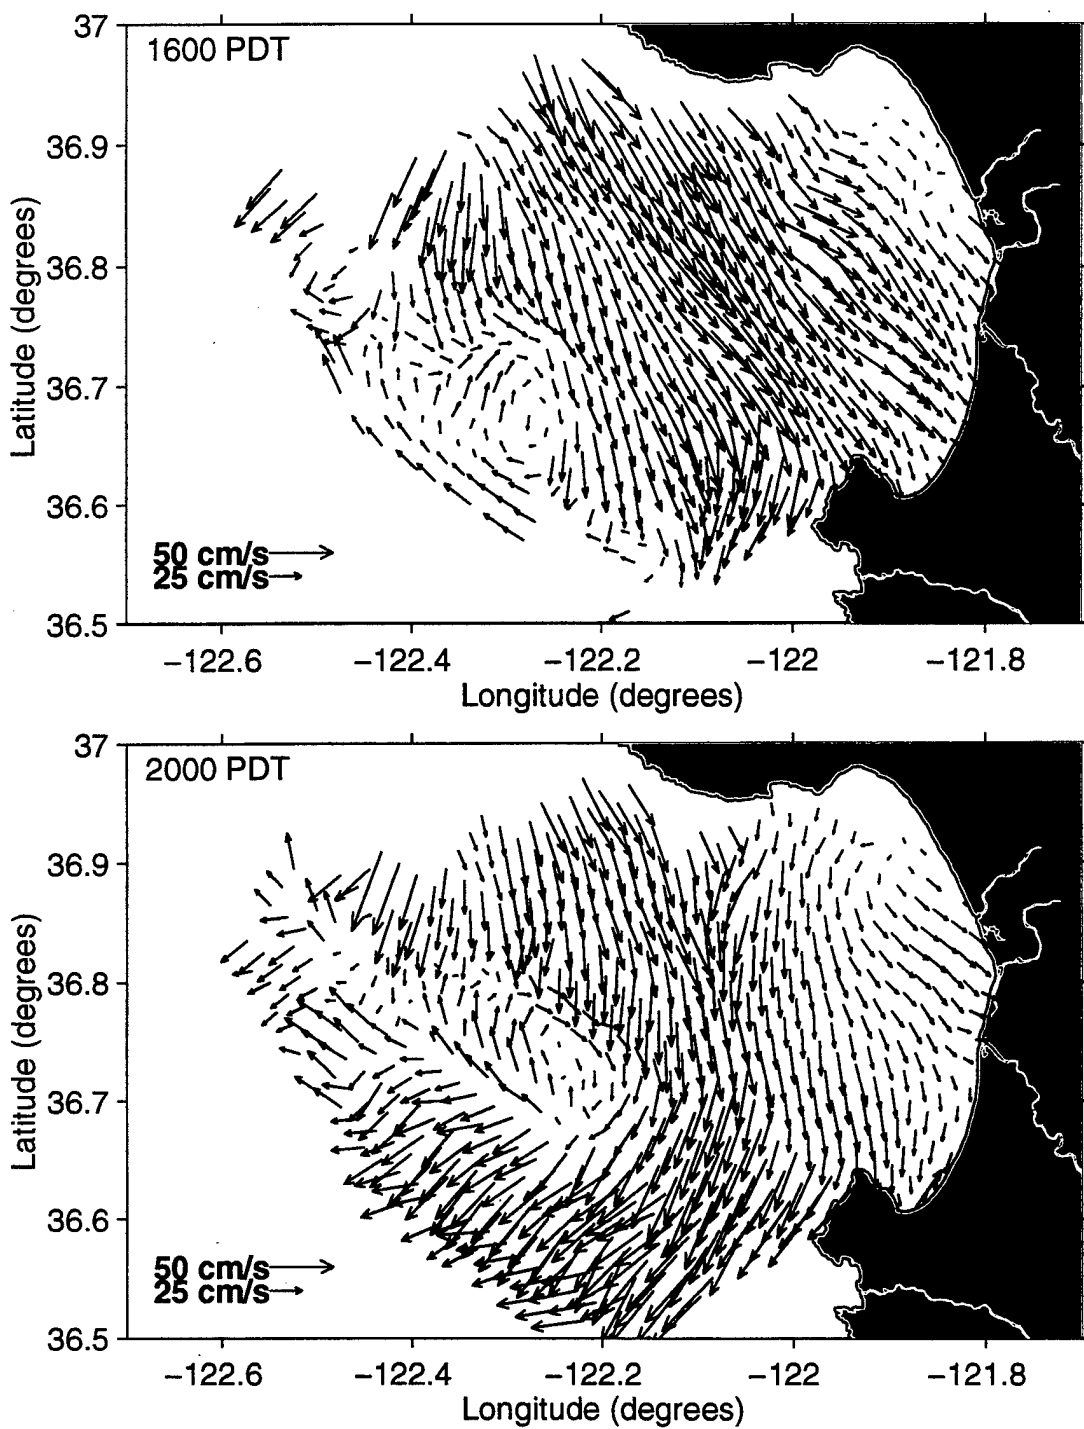 37
1600 PDT
36.9
36.8
36.7
36.6
36.5
Latitude (degrees)
50 cm/s
25 cm/s
−122.6 −122.4 −122.2 −122 −121.8
Longitude (degrees)
37
2000 PDT
36.9
36.8
36.7
36.6
36.5
Latitude (degrees)
50 cm/s
25 cm/s
−122.6 −122.4 −122.2 −122 −121.8
Longitude (degrees)